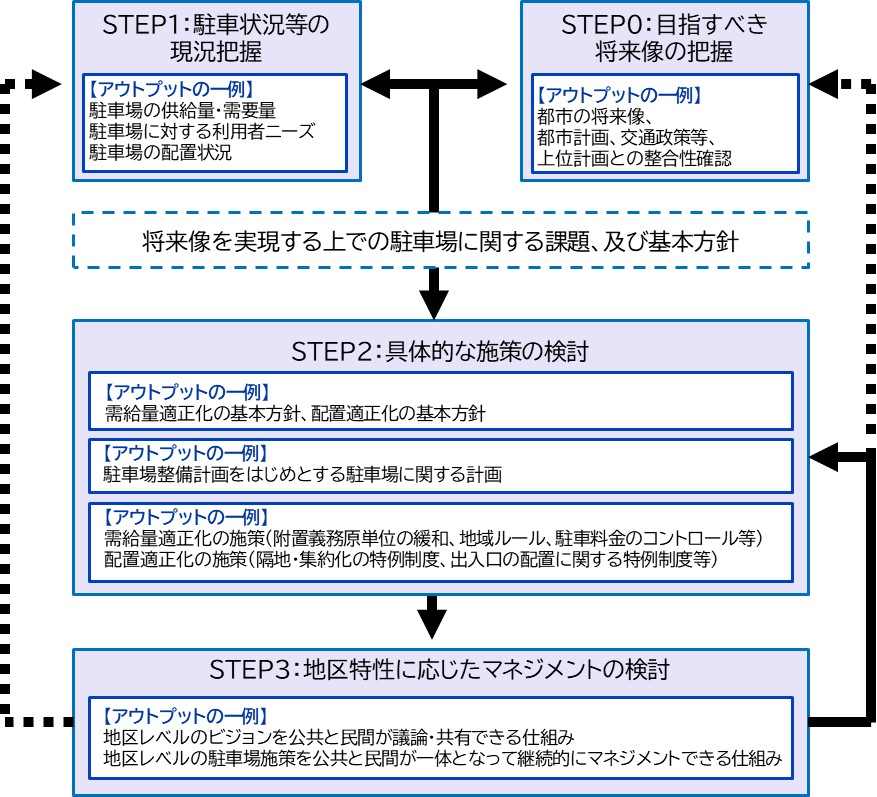 STEP1：駐車状況等の
現況把握
【アウトプットの一例】
駐車場の供給量・需要量
駐車場に対する利用者ニーズ
駐車場の配置状況
STEP0：目指すべき
将来像の把握
【アウトプットの一例】
都市の将来像、
都市計画、交通政策等、
上位計画との整合性確認
将来像を実現する上での駐車場に関する課題、及び基本方針
STEP2：具体的な施策の検討
【アウトプットの一例】
需給量適正化の基本方針、配置適正化の基本方針
【アウトプットの一例】
駐車場整備計画をはじめとする駐車場に関する計画
【アウトプットの一例】
需給量適正化の施策（附置義務原単位の緩和、地域ルール、駐車料金のコントロール等）
配置適正化の施策（隔地・集約化の特例制度、出入口の配置に関する特例制度等）
STEP3：地区特性に応じたマネジメントの検討
【アウトプットの一例】
地区レベルのビジョンを公共と民間が議論・共有できる仕組み
地区レベルの駐車場施策を公共と民間が一体となって継続的にマネジメントできる仕組み